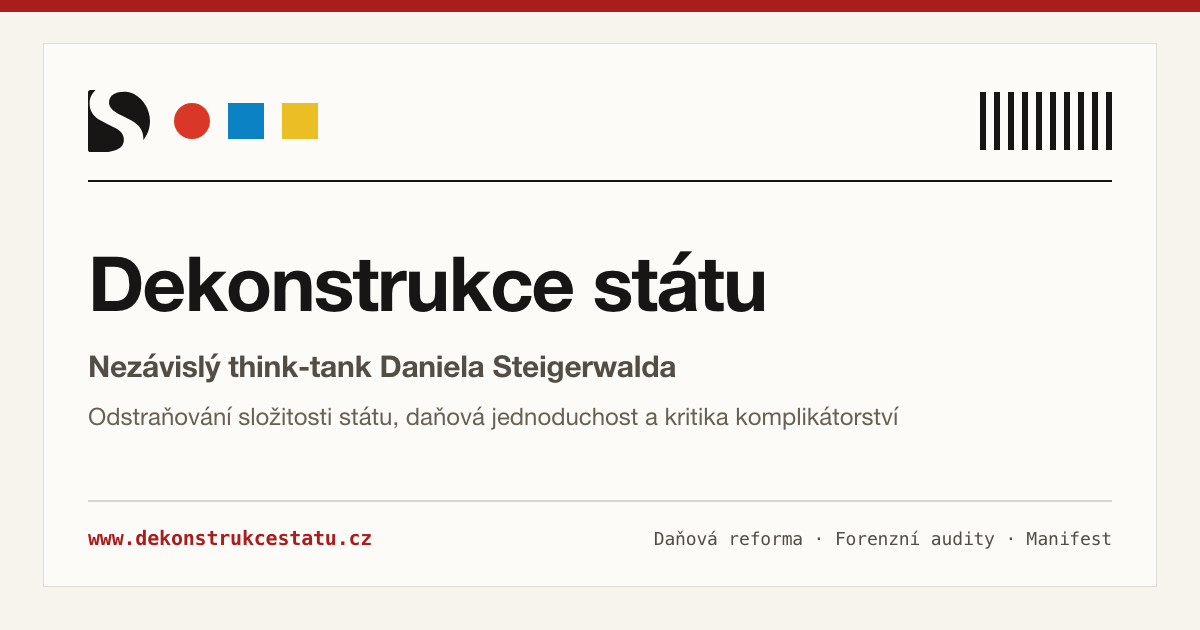 Dekonstrukce státu
Nezávislý think-tank Daniela Steigerwalda
Odstraňování složitosti státu, daňová jednoduchost a kritika komplikátorství
www.dekonstrukcestatu.cz
Daňová reforma · Forenzní audity · Manifest